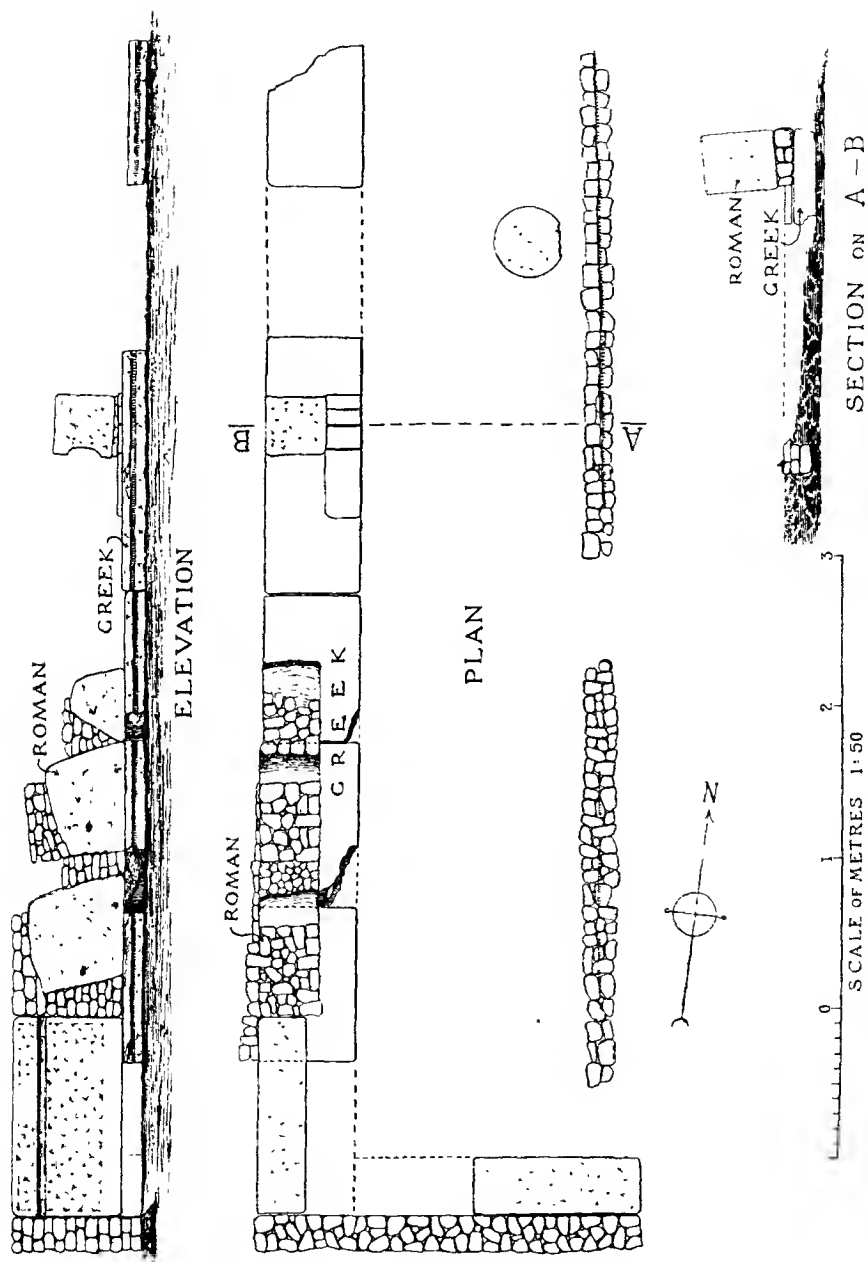 ROMAN
GREEK
ELEVATION
ROMAN
GREEK
B
A
PLAN
N
ROMAN
GREEK
SECTION ON A–B
0 1 2 3
SCALE OF METRES 1:50